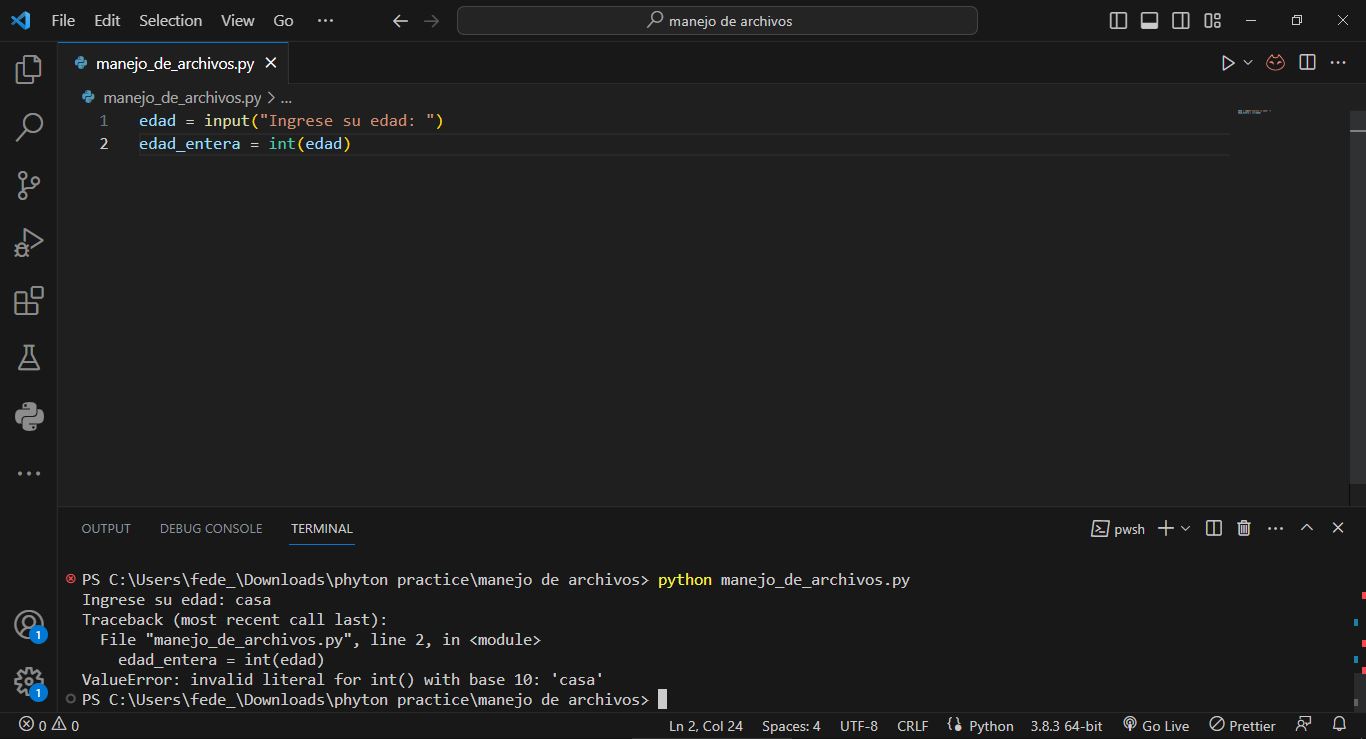 File Edit Selection View Go ... manejo de archivos
manejo_de_archivos.py
manejo_de_archivos.py > ...
1 edad = input("Ingrese su edad: ")
2 edad_entera = int(edad)
OUTPUT DEBUG CONSOLE TERMINAL pwsh
PS C:\Users\fede_\Downloads\phyton practice\manejo de archivos> python manejo_de_archivos.py
Ingrese su edad: casa
Traceback (most recent call last):
  File "manejo_de_archivos.py", line 2, in <module>
    edad_entera = int(edad)
ValueError: invalid literal for int() with base 10: 'casa'
1
PS C:\Users\fede_\Downloads\phyton practice\manejo de archivos>
1
0 0 Ln 2, Col 24 Spaces: 4 UTF-8 CRLF Python 3.8.3 64-bit Go Live Prettier